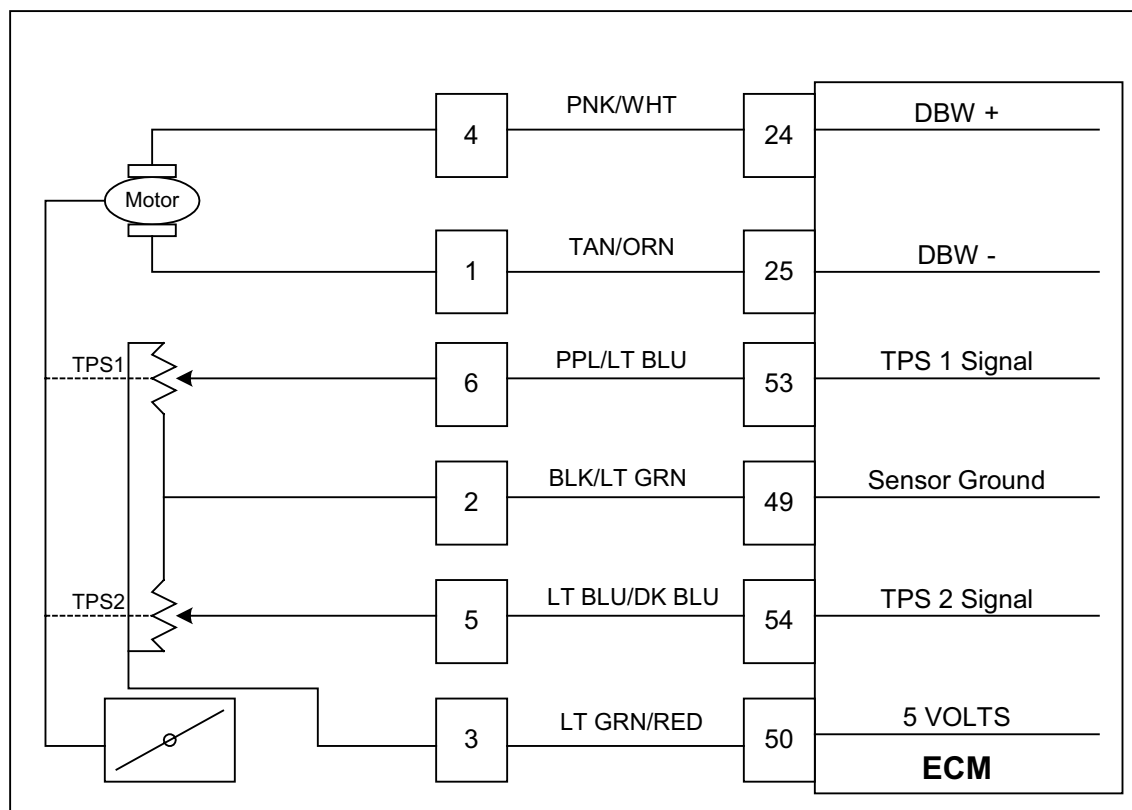 4 PNK/WHT 24 DBW +
Motor
1 TAN/ORN 25 DBW -
TPS1 6 PPL/LT BLU 53 TPS 1 Signal
2 BLK/LT GRN 49 Sensor Ground
TPS2 5 LT BLU/DK BLU 54 TPS 2 Signal
3 LT GRN/RED 50 5 VOLTS
ECM